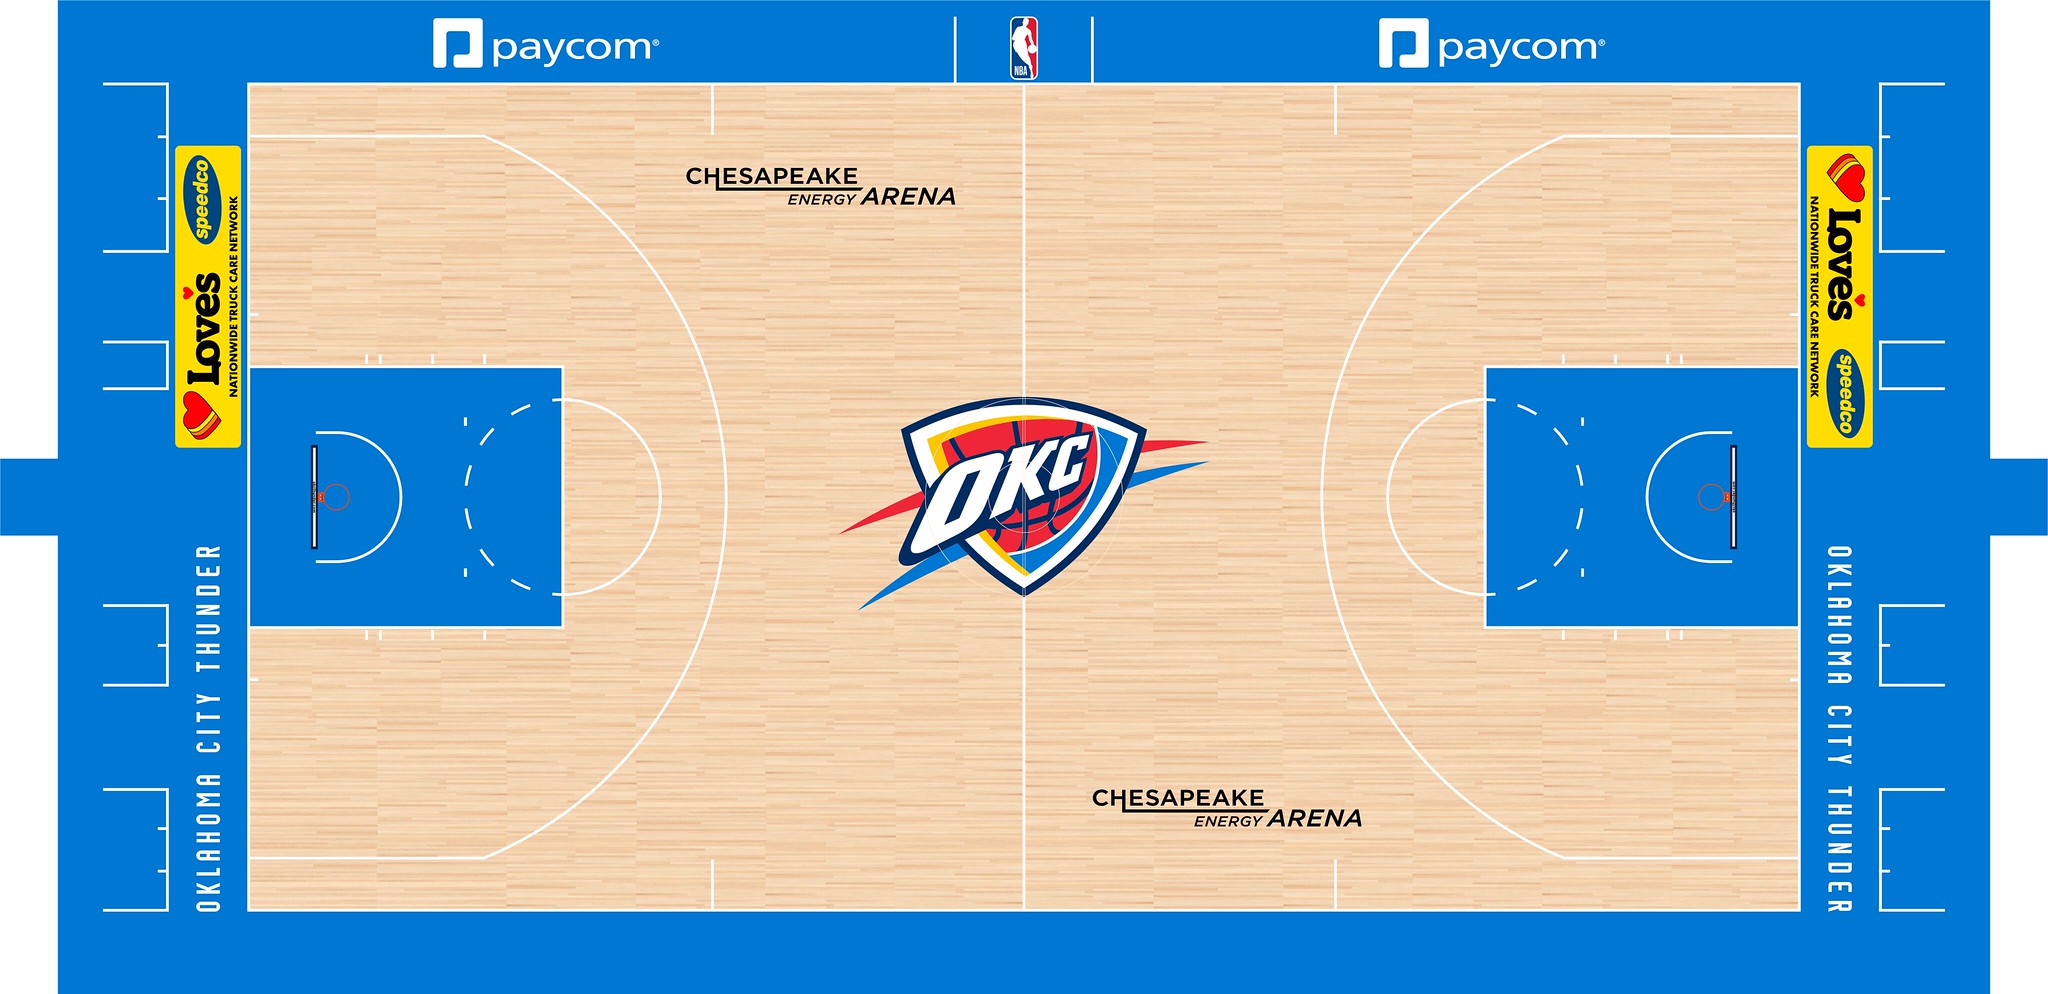 paycom®
NBA
paycom®
CHESAPEAKE
ENERGY ARENA
speedco
Love's
NATIONWIDE TRUCK CARE NETWORK
Love's
speedco
NATIONWIDE TRUCK CARE NETWORK
OKC
OKLAHOMA CITY THUNDER
OKLAHOMA CITY THUNDER
CHESAPEAKE
ENERGY ARENA